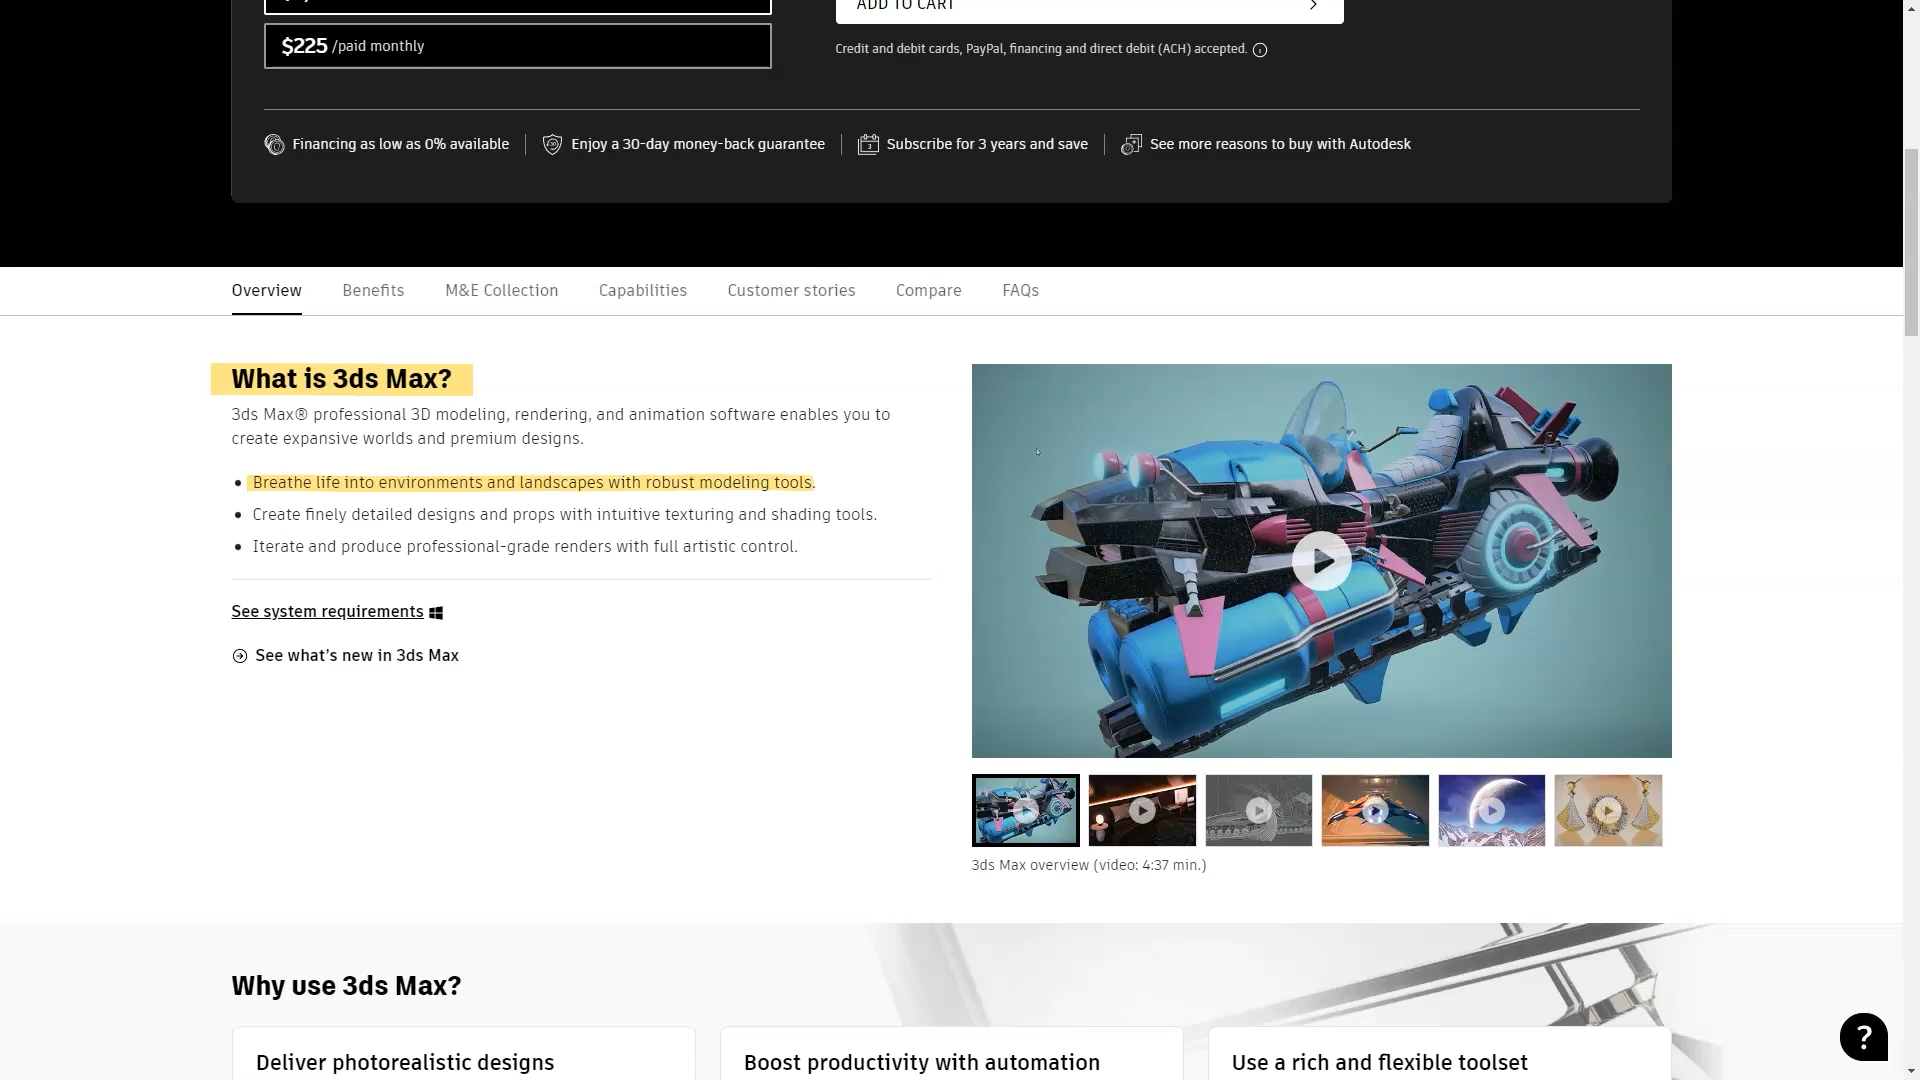 ADD TO CART
$225 /paid monthly
Credit and debit cards, PayPal, financing and direct debit (ACH) accepted.
Financing as low as 0% available
Enjoy a 30-day money-back guarantee
Subscribe for 3 years and save
See more reasons to buy with Autodesk
Overview
Benefits
M&E Collection
Capabilities
Customer stories
Compare
FAQs
What is 3ds Max?
3ds Max® professional 3D modeling, rendering, and animation software enables you to
create expansive worlds and premium designs.
• Breathe life into environments and landscapes with robust modeling tools.
• Create finely detailed designs and props with intuitive texturing and shading tools.
• Iterate and produce professional-grade renders with full artistic control.
See system requirements
See what's new in 3ds Max
3ds Max overview (video: 4:37 min.)
Why use 3ds Max?
Deliver photorealistic designs
Boost productivity with automation
Use a rich and flexible toolset
?